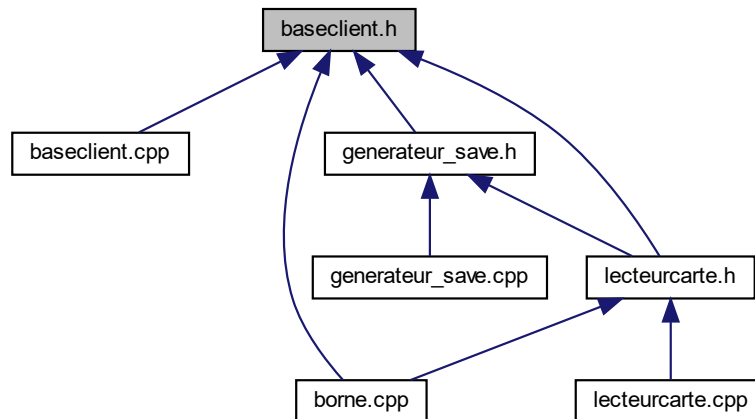 baseclient.h
baseclient.cpp
generateur_save.h
generateur_save.cpp
lecteurcarte.h
borne.cpp
lecteurcarte.cpp